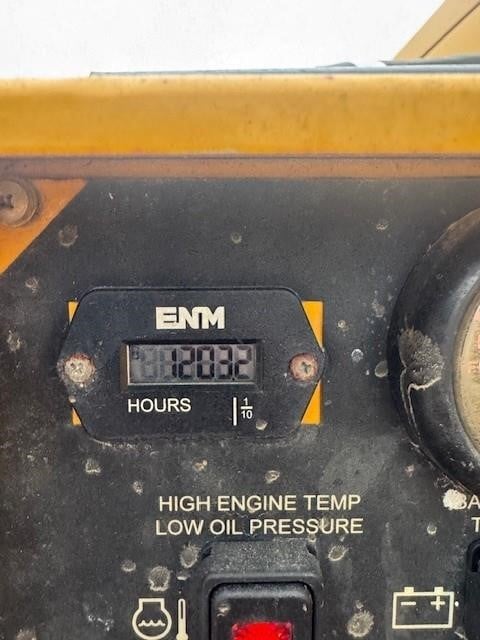 ENM
12032
HOURS 1/10
HIGH ENGINE TEMP
LOW OIL PRESSURE